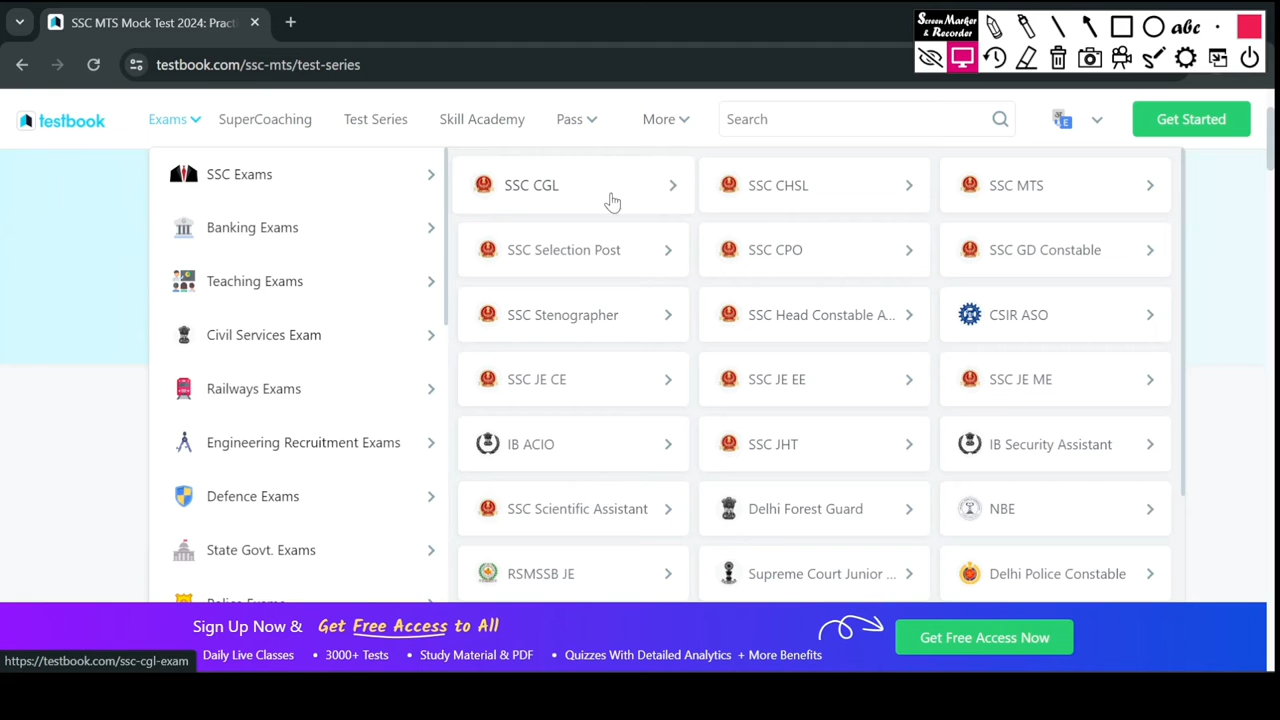 SSC MTS Mock Test 2024: Pract
Screen Marker
& Recorder
abc
testbook.com/ssc-mts/test-series
testbook
Exams
SuperCoaching
Test Series
Skill Academy
Pass
More
Search
E
Get Started
SSC Exams
Banking Exams
Teaching Exams
Civil Services Exam
Railways Exams
Engineering Recruitment Exams
Defence Exams
State Govt. Exams
Police Exams
SSC CGL
SSC CHSL
SSC MTS
SSC Selection Post
SSC CPO
SSC GD Constable
SSC Stenographer
SSC Head Constable A...
CSIR ASO
SSC JE CE
SSC JE EE
SSC JE ME
IB ACIO
SSC JHT
IB Security Assistant
SSC Scientific Assistant
Delhi Forest Guard
NBE
RSMSSB JE
Supreme Court Junior ...
Delhi Police Constable
Sign Up Now & Get Free Access to All
Daily Live Classes • 3000+ Tests • Study Material & PDF • Quizzes With Detailed Analytics + More Benefits
Get Free Access Now
https://testbook.com/ssc-cgl-exam